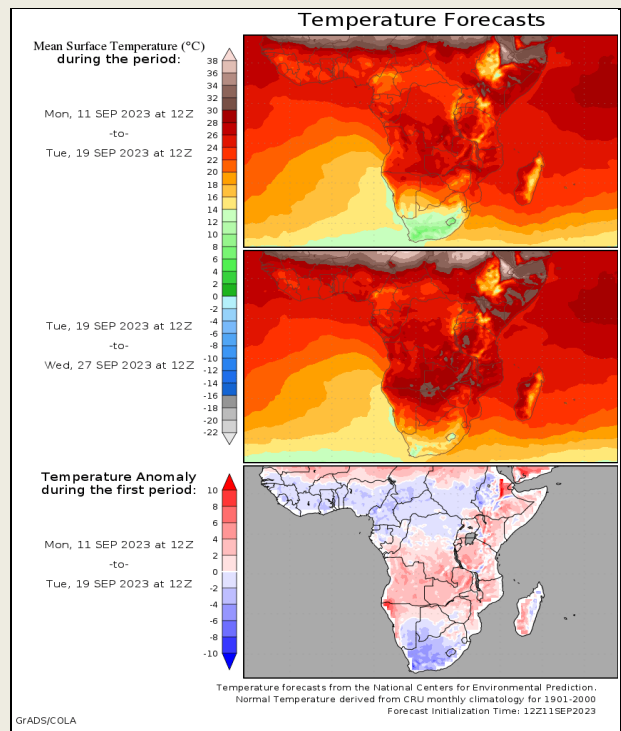 Temperature Forecasts
Mean Surface Temperature (°C)
during the period:
Mon, 11 SEP 2023 at 12Z
-to-
Tue, 19 SEP 2023 at 12Z
38
36
34
32
30
28
26
24
22
20
18
16
14
12
10
8
6
4
2
0
-2
-4
-6
-8
-10
-12
-14
-16
-18
-20
-22
Tue, 19 SEP 2023 at 12Z
-to-
Wed, 27 SEP 2023 at 12Z
Temperature Anomaly
during the first period:
Mon, 11 SEP 2023 at 12Z
-to-
Tue, 19 SEP 2023 at 12Z
10
8
6
4
2
0
-2
-4
-6
-8
-10
Temperature forecasts from the National Centers for Environmental Prediction.
Normal Temperature derived from CRU monthly climatology for 1901-2000
Forecast Initialization Time: 12Z11SEP2023
GrADS/COLA